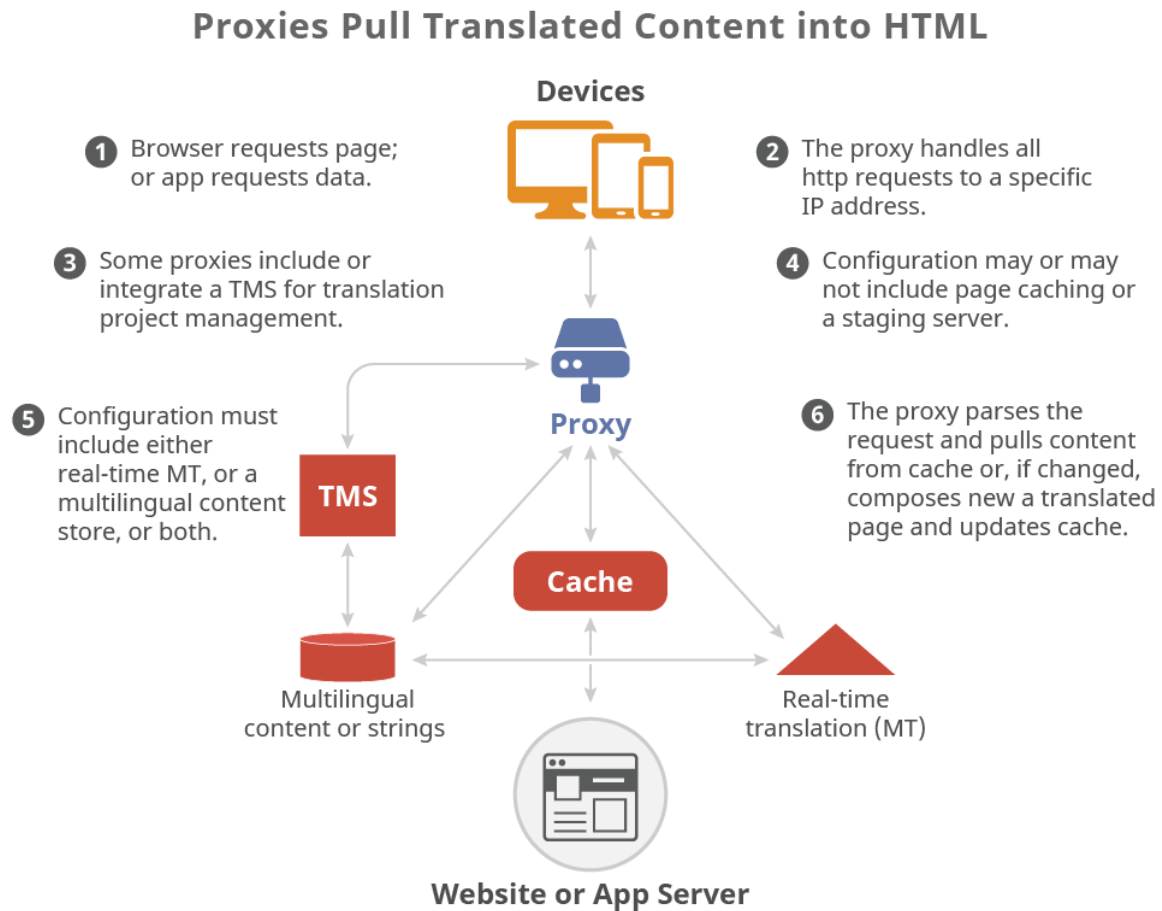 Proxies Pull Translated Content into HTML
Devices
1 Browser requests page;
or app requests data.
2 The proxy handles all
http requests to a specific
IP address.
3 Some proxies include or
integrate a TMS for translation
project management.
4 Configuration may or may
not include page caching or
a staging server.
Proxy
5 Configuration must
include either
real-time MT, or a
multilingual content
store, or both.
6 The proxy parses the
request and pulls content
from cache or, if changed,
composes new a translated
page and updates cache.
TMS
Cache
Multilingual
content or strings
Real-time
translation (MT)
Website or App Server